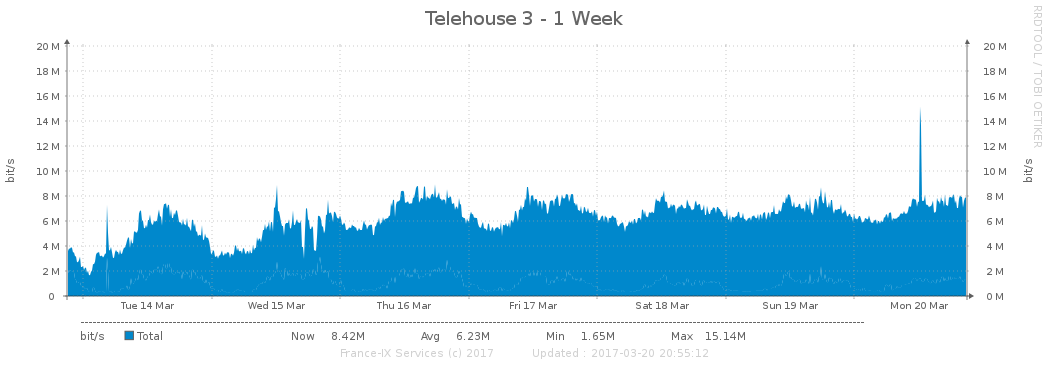 Telehouse 3 - 1 Week
RRDTOOL / TOBI OETIKER
bit/s
20 M
18 M
16 M
14 M
12 M
10 M
8 M
6 M
4 M
2 M
0
20 M
18 M
16 M
14 M
12 M
10 M
8 M
6 M
4 M
2 M
0 M
bit/s
Tue 14 Mar Wed 15 Mar Thu 16 Mar Fri 17 Mar Sat 18 Mar Sun 19 Mar Mon 20 Mar
bit/s Total Now 8.42M Avg 6.23M Min 1.65M Max 15.14M
France-IX Services (c) 2017 Updated : 2017-03-20 20:55:12